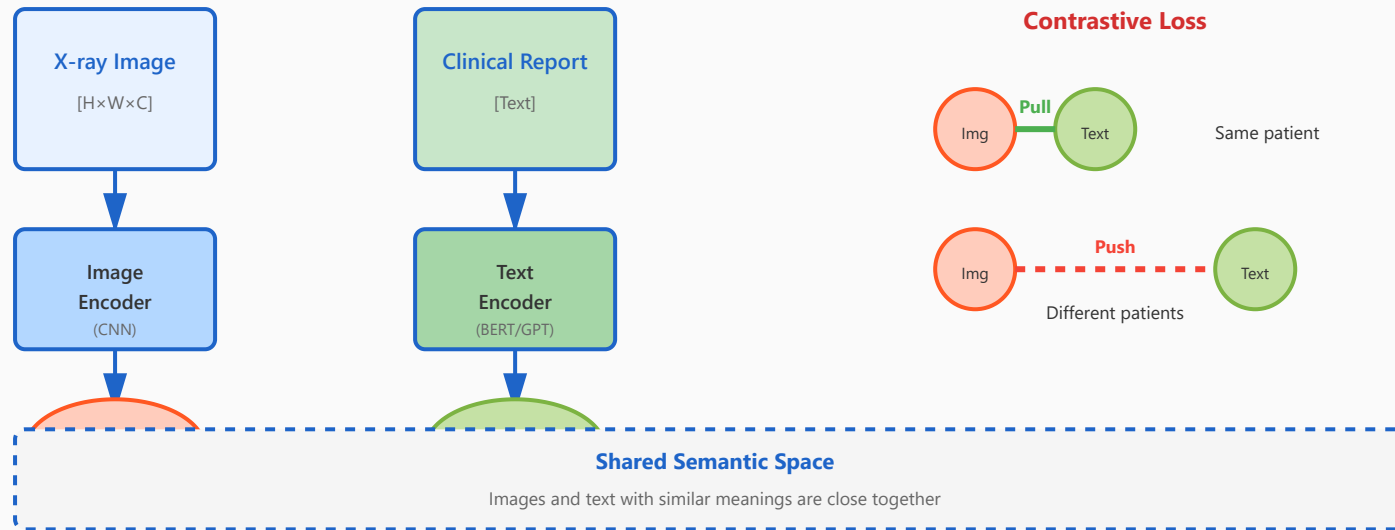 X-ray Image
[H×W×C]
Image
Encoder
(CNN)
Clinical Report
[Text]
Text
Encoder
(BERT/GPT)
Contrastive Loss
Img
Pull
Text
Same patient
Img
Push
Text
Different patients
Shared Semantic Space
Images and text with similar meanings are close together